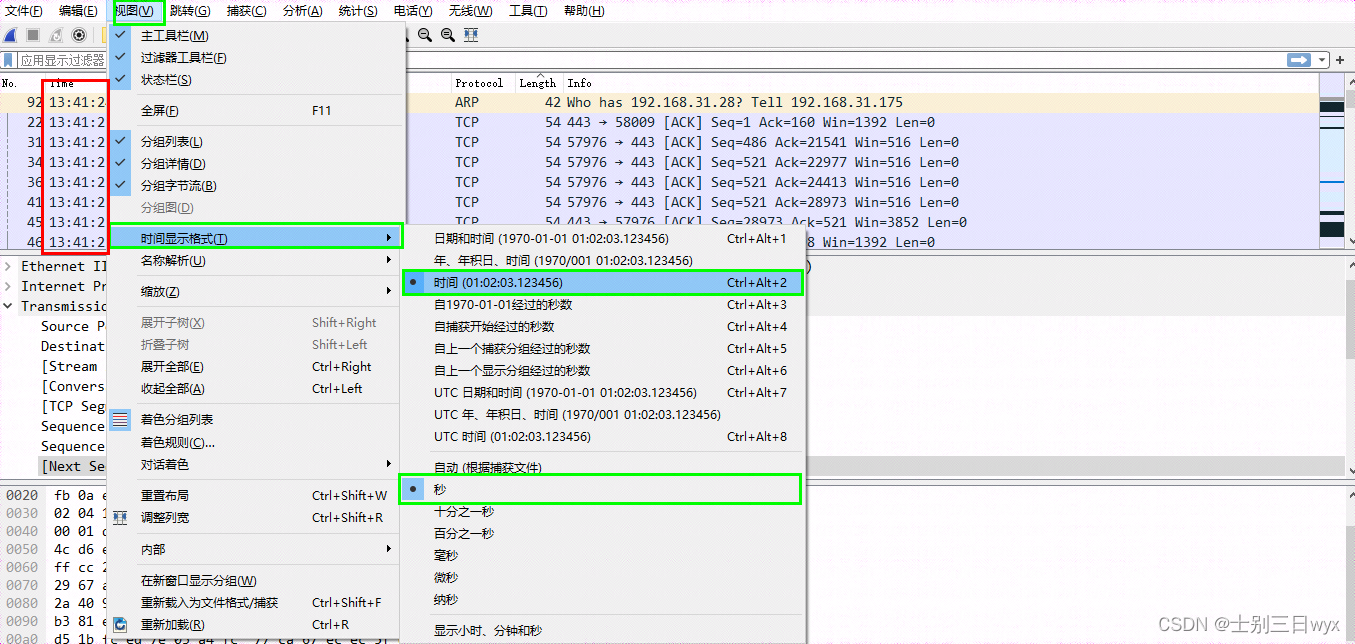 文件(F) 编辑(E) 视图(V) 跳转(G) 捕获(C) 分析(A) 统计(S) 电话(Y) 无线(W) 工具(T) 帮助(H)
应用显示过滤器
No. Time Protocol Length Info
92 13:41:2 ARP 42 Who has 192.168.31.28? Tell 192.168.31.175
22 13:41:2 TCP 54 443 → 58009 [ACK] Seq=1 Ack=160 Win=1392 Len=0
31 13:41:2 TCP 54 57976 → 443 [ACK] Seq=486 Ack=21541 Win=516 Len=0
34 13:41:2 TCP 54 57976 → 443 [ACK] Seq=521 Ack=22977 Win=516 Len=0
36 13:41:2 TCP 54 57976 → 443 [ACK] Seq=521 Ack=24413 Win=516 Len=0
41 13:41:2 TCP 54 57976 → 443 [ACK] Seq=521 Ack=28973 Win=516 Len=0
45 13:41:2 TCP 54 443 → 57976 [ACK] Seq=28973 Ack=521 Win=3852 Len=0
46 13:41:2 8 Win=1392 Len=0
主工具栏(M)
过滤器工具栏(F)
状态栏(S)
全屏(F) F11
分组列表(L)
分组详情(D)
分组字节流(B)
分组图(D)
时间显示格式(T)
名称解析(U)
缩放(Z)
展开子树(X) Shift+Right
折叠子树 Shift+Left
展开全部(E) Ctrl+Right
收起全部(A) Ctrl+Left
着色分组列表
着色规则(C)...
对话着色
重置布局 Ctrl+Shift+W
调整列宽 Ctrl+Shift+R
内部
在新窗口显示分组(W)
重新载入为文件格式/捕获 Ctrl+Shift+F
重新加载(R) Ctrl+R
日期和时间 (1970-01-01 01:02:03.123456) Ctrl+Alt+1
年、年积日、时间 (1970/001 01:02:03.123456)
时间 (01:02:03.123456) Ctrl+Alt+2
自1970-01-01经过的秒数 Ctrl+Alt+3
自捕获开始经过的秒数 Ctrl+Alt+4
自上一个捕获分组经过的秒数 Ctrl+Alt+5
自上一个显示分组经过的秒数 Ctrl+Alt+6
UTC 日期和时间 (1970-01-01 01:02:03.123456) Ctrl+Alt+7
UTC 年、年积日、时间 (1970/001 01:02:03.123456)
UTC 时间 (01:02:03.123456) Ctrl+Alt+8
自动 (根据捕获文件)
秒
十分之一秒
百分之一秒
毫秒
微秒
纳秒
显示小时、分钟和秒
Ethernet II
Internet Pr
Transmissio
Source P
Destinat
[Stream
[Convers
[TCP Seg
Sequence
Sequence
[Next Se
0020 fb 0a e
0030 02 04 1
0040 00 01
0050 4c d6 e
0060 ff cc 2
0070 29 67 a
0080 2a 40 9
0090 b3 81 e
00a0 d5 1b
CSDN @士别三日wyx